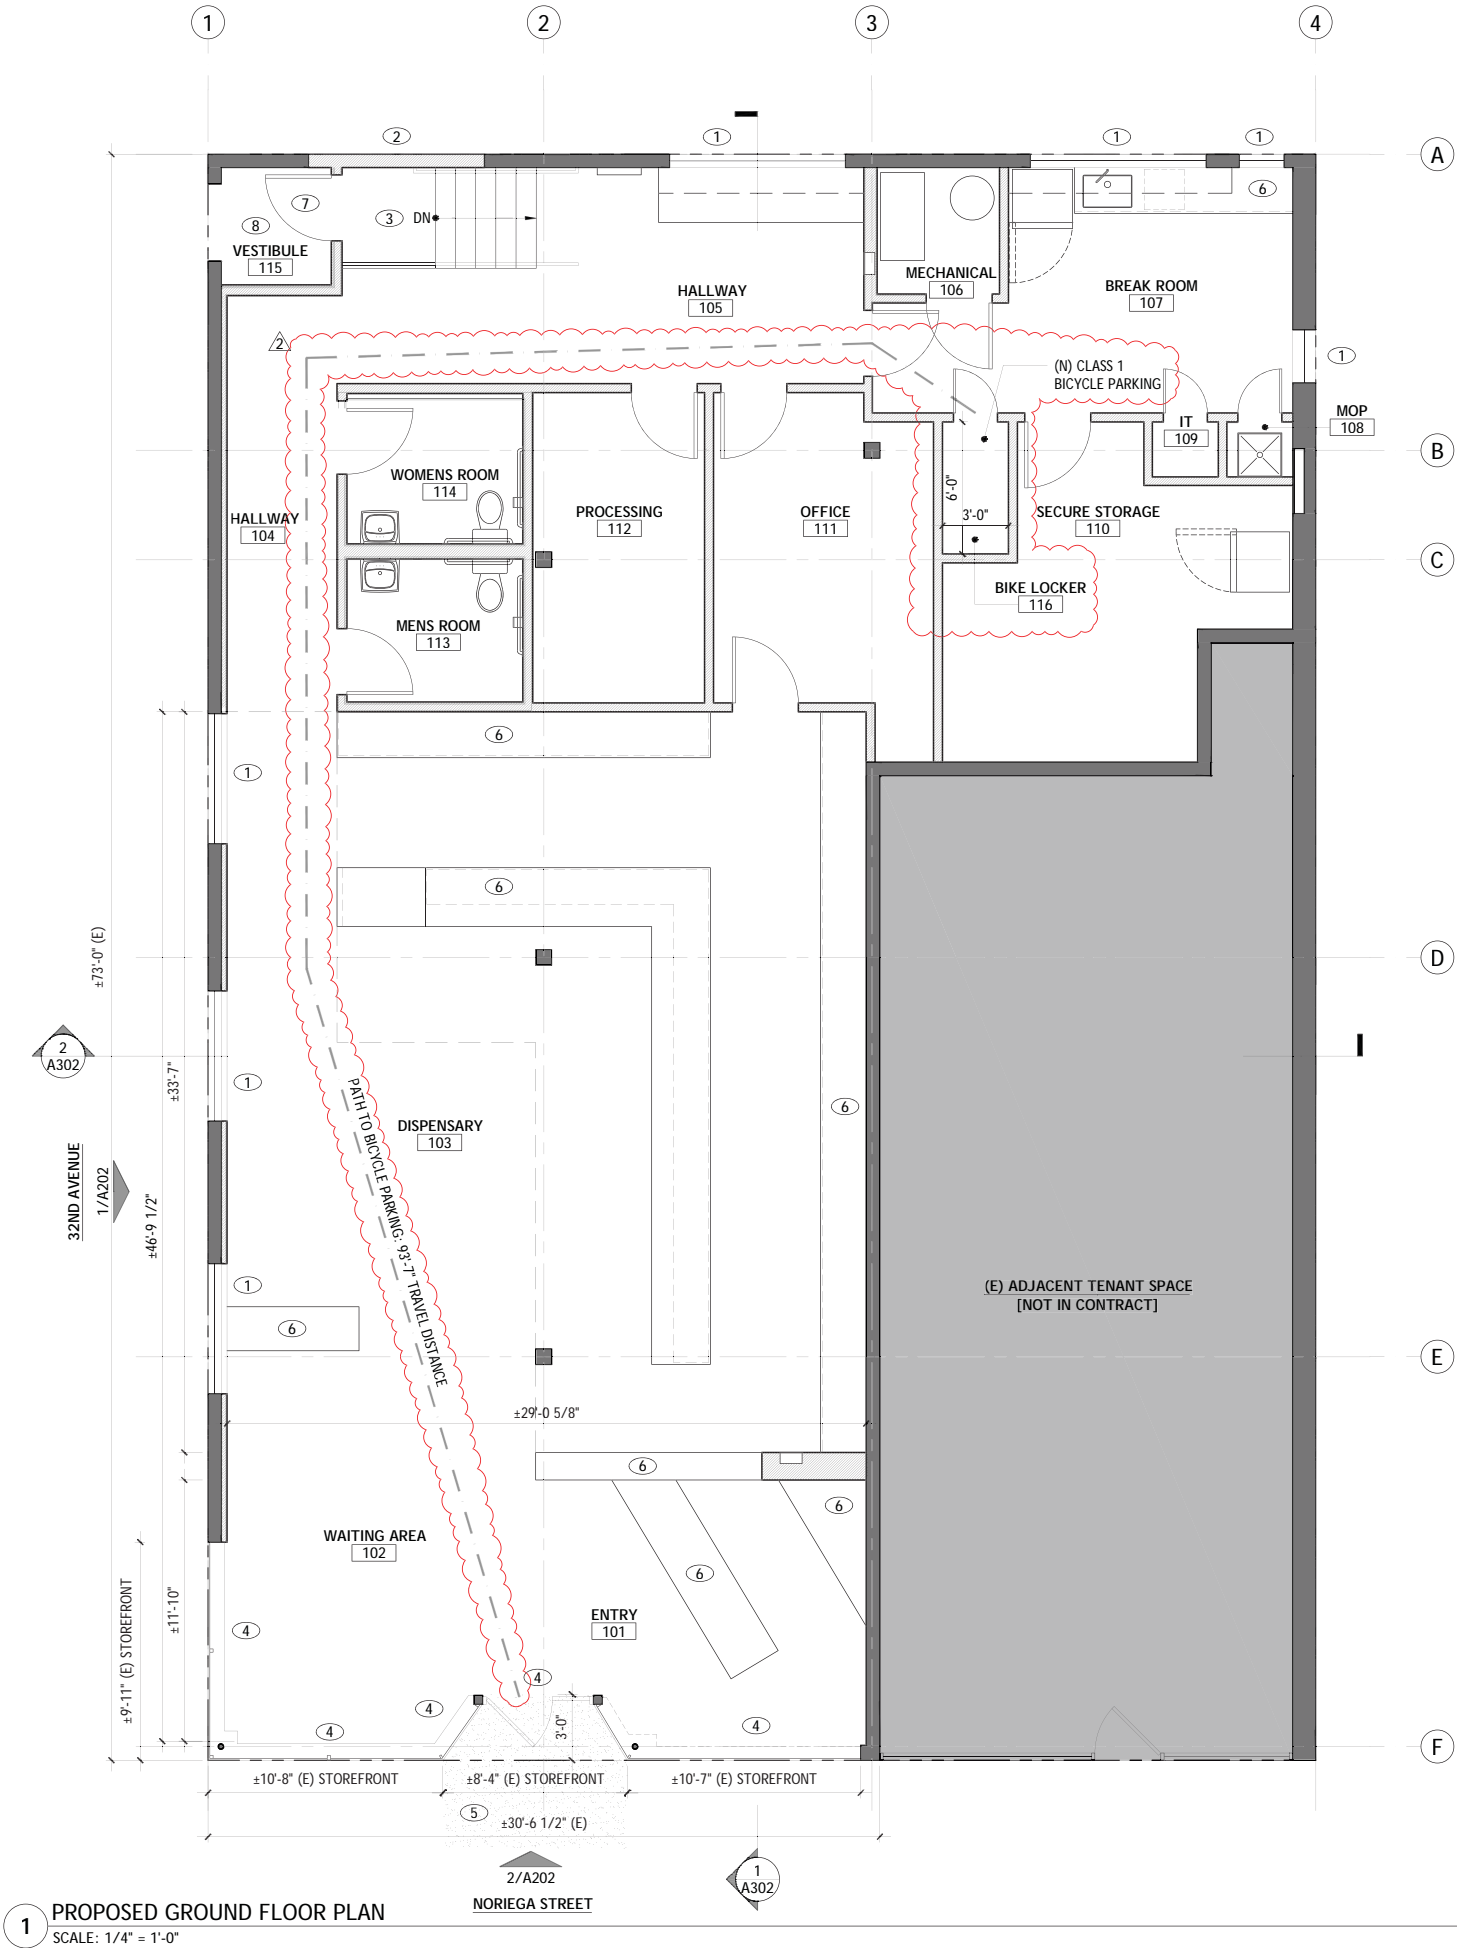 1
2
3
4
2
1
1
1
A
7
3
DN
6
8
VESTIBULE
115
MECHANICAL
106
BREAK ROOM
107
HALLWAY
105
2
1
(N) CLASS 1
BICYCLE PARKING
MOP
108
IT
109
B
WOMENS ROOM
114
6'-0"
HALLWAY
104
PROCESSING
112
OFFICE
111
3'-0"
SECURE STORAGE
110
C
BIKE LOCKER
116
MENS ROOM
113
6
1
6
±73'-0" (E)
D
2
A302
±33'-7"
1
6
PATH TO BICYCLE PARKING: 93'-7" TRAVEL DISTANCE
DISPENSARY
103
32ND AVENUE
1/A202
±46'-9 1/2"
1
6
(E) ADJACENT TENANT SPACE
[NOT IN CONTRACT]
E
±29'-0 5/8"
6
6
WAITING AREA
102
6
±9'-11" (E) STOREFRONT
±11'-10"
ENTRY
101
4
4
4
4
3'-0"
4
F
±10'-8" (E) STOREFRONT
±8'-4" (E) STOREFRONT
±10'-7" (E) STOREFRONT
5
±30'-6 1/2" (E)
2/A202
NORIEGA STREET
1
A302
1
PROPOSED GROUND FLOOR PLAN
SCALE: 1/4" = 1'-0"